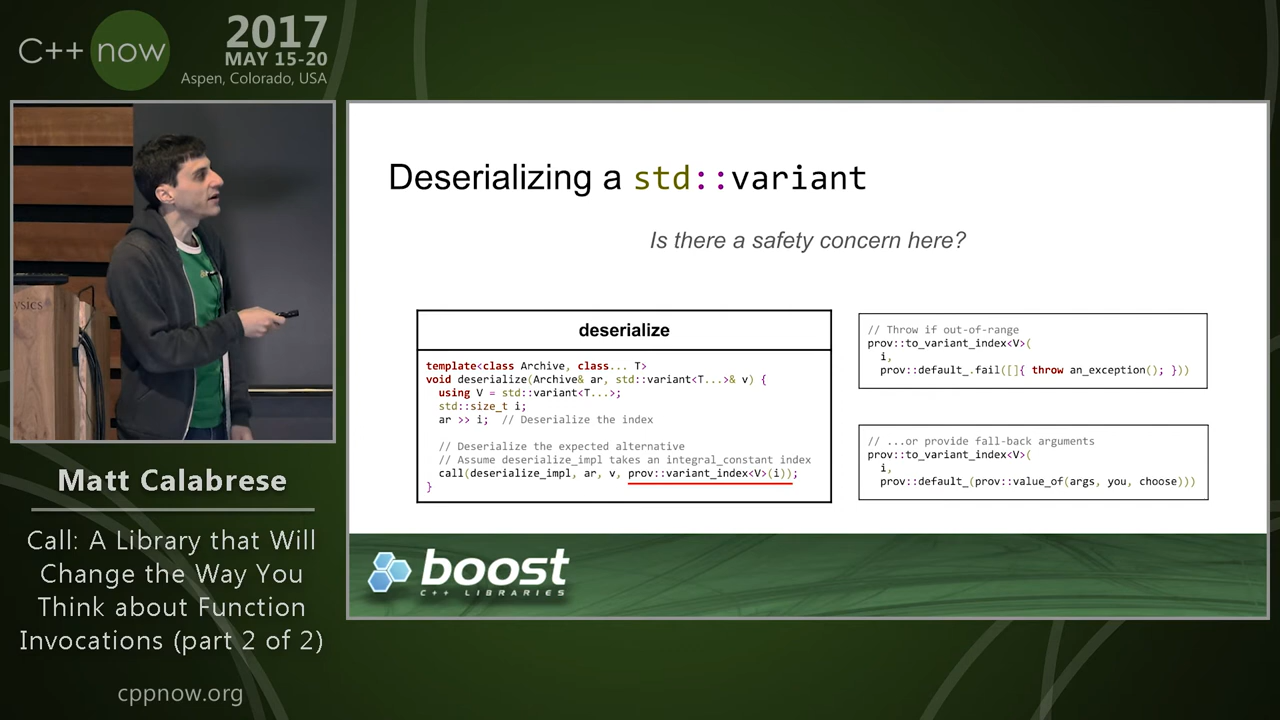 C++ now
2017
MAY 15-20
Aspen, Colorado, USA
ysics
Deserializing a std::variant
Is there a safety concern here?
deserialize
template<class Archive, class... T>
void deserialize(Archive& ar, std::variant<T...>& v) {
  using V = std::variant<T...>;
  std::size_t i;
  ar >> i;  // Deserialize the index
  // Deserialize the expected alternative
  // Assume deserialize_impl takes an integral_constant index
  call(deserialize_impl, ar, v, prov::variant_index<V>(i));
}
// Throw if out-of-range
prov::to_variant_index<V>(
  i,
  prov::default_.fail([]{ throw an_exception(); }))
// ...or provide fall-back arguments
prov::to_variant_index<V>(
  i,
  prov::default_(prov::value_of(args, you, choose)))
boost
C++ LIBRARIES
Matt Calabrese
Call: A Library that Will
Change the Way You
Think about Function
Invocations (part 2 of 2)
cppnow.org